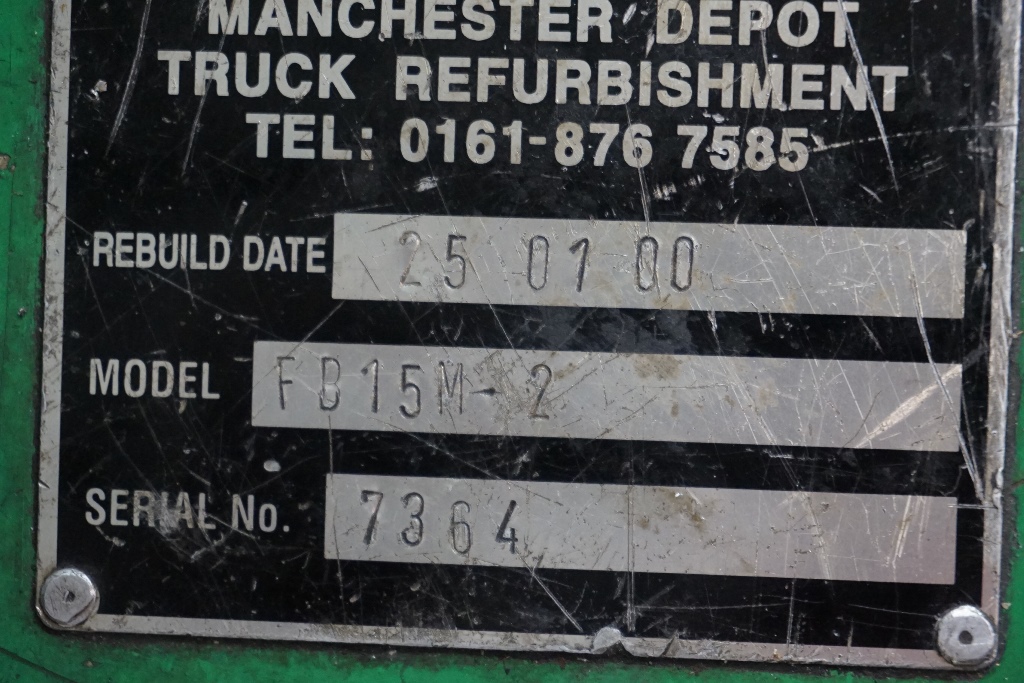 MANCHESTER DEPOT
TRUCK REFURBISHMENT
TEL: 0161-876 7585
REBUILD DATE 25 01 00
MODEL FB15M-2
SERIAL No. 7364